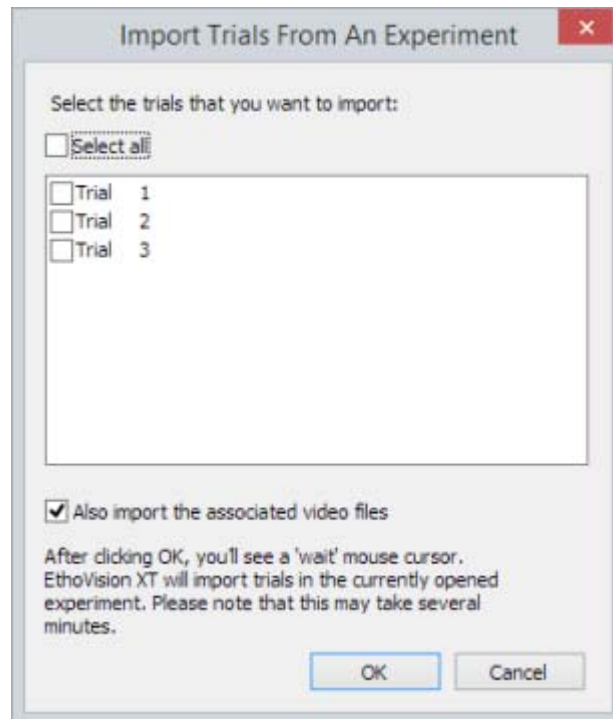 Import Trials From An Experiment
Select the trials that you want to import:
Select all
Trial 1
Trial 2
Trial 3
Also import the associated video files
After clicking OK, you'll see a 'wait' mouse cursor.
EthoVision XT will import trials in the currently opened
experiment. Please note that this may take several
minutes.
OK Cancel